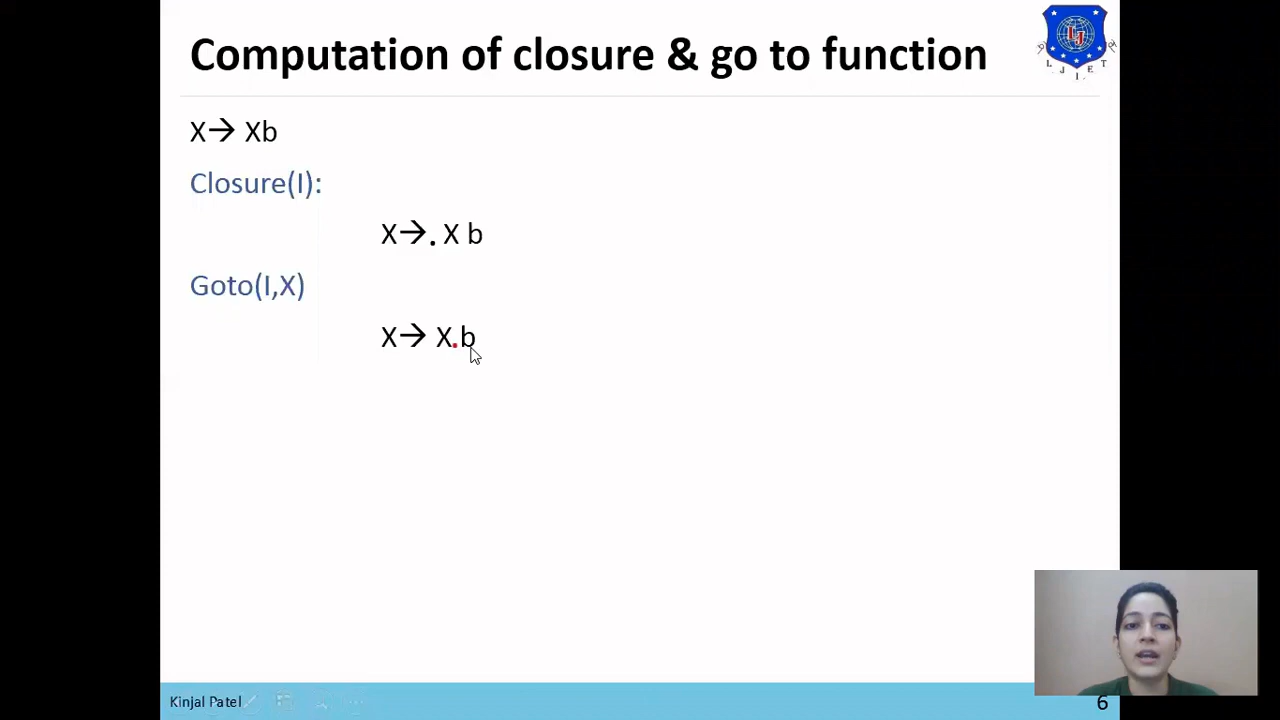 Computation of closure & go to function
L J I E T
X→ Xb
Closure(I):
X→. X b
Goto(I,X)
X→ X.b
Kinjal Patel
6